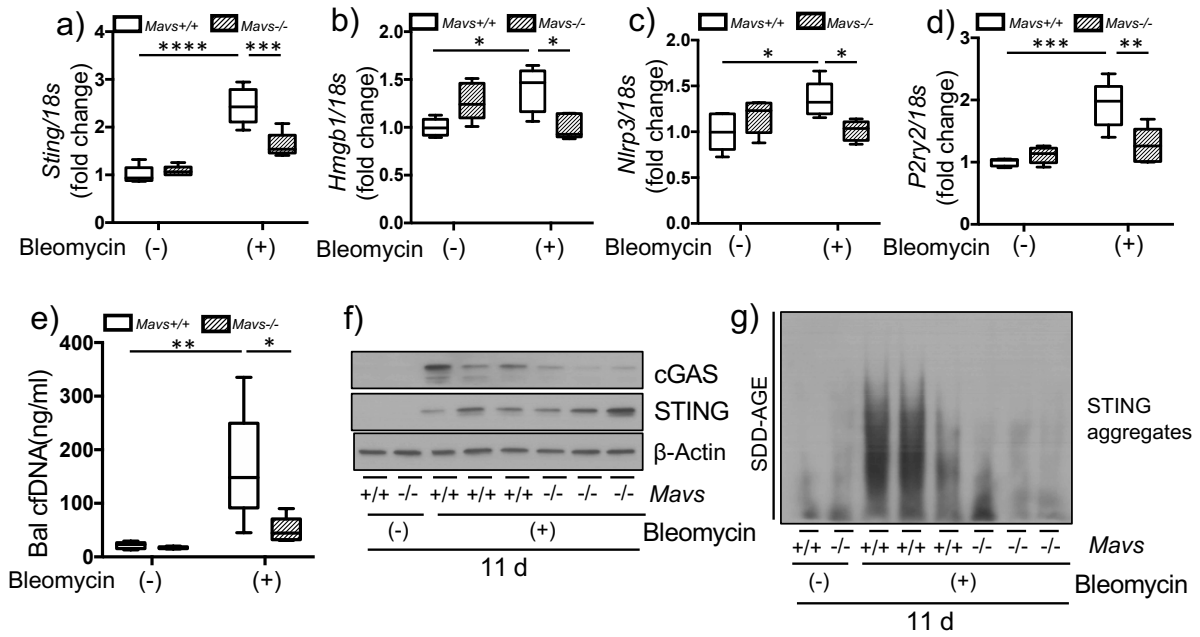 a)
Mavs+/+ Mavs-/-
**** ***
Sting/18s
(fold change)
4
3
2
1
0
Bleomycin (-) (+)
b)
Mavs+/+ Mavs-/-
* *
Hmgb1/18s
(fold change)
2.0
1.5
1.0
0.5
0.0
(-) (+)
c)
Mavs+/+ Mavs-/-
* *
Nlrp3/18s
(fold change)
2.0
1.5
1.0
0.5
0.0
(-) (+)
d)
Mavs+/+ Mavs-/-
*** **
P2ry2/18s
(fold change)
3
2
1
0
(-) (+)
e)
Mavs+/+ Mavs-/-
** *
Bal cfDNA(ng/ml)
400
300
200
100
0
Bleomycin (-) (+)
f)
cGAS
STING
β-Actin
+/+ -/- +/+ +/+ +/+ -/- -/- -/- Mavs
(-) (+) Bleomycin
11 d
g)
SDD-AGE
STING
aggregates
+/+ -/- +/+ +/+ +/+ -/- -/- -/- Mavs
(-) (+) Bleomycin
11 d